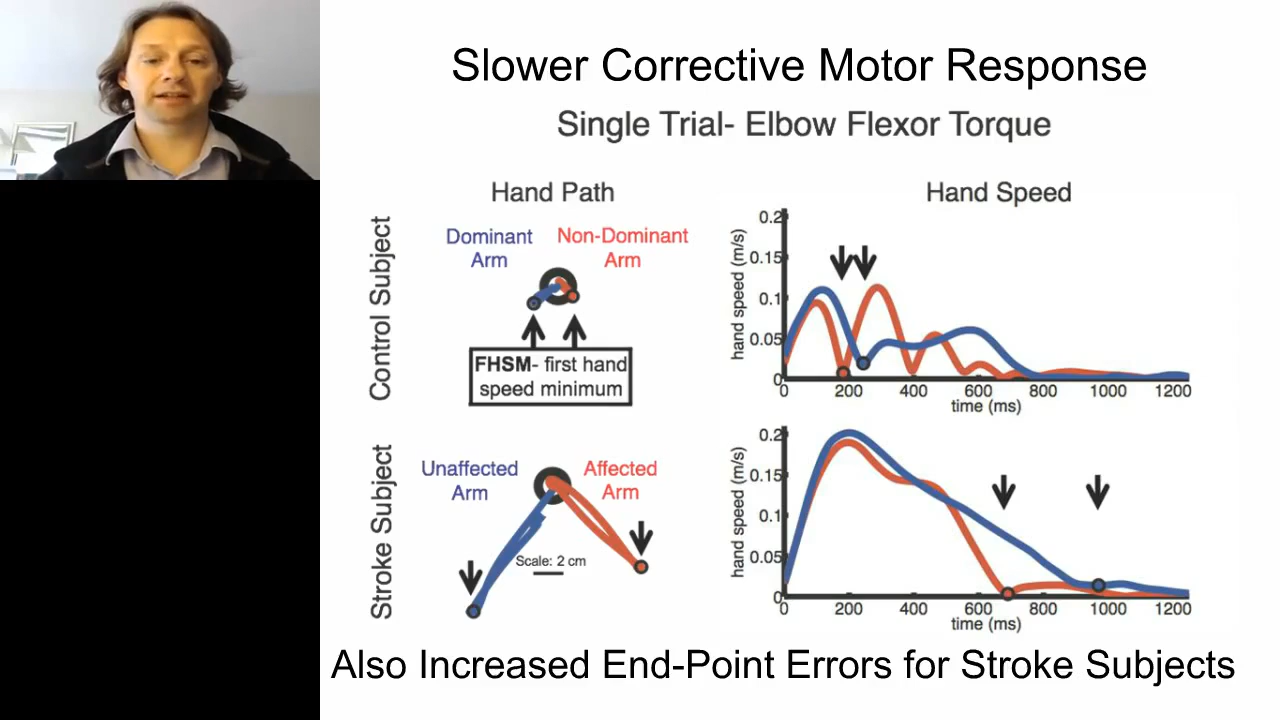 Slower Corrective Motor Response
Single Trial- Elbow Flexor Torque
Hand Path
Hand Speed
Control Subject
Dominant
Arm
Non-Dominant
Arm
FHSM- first hand
speed minimum
hand speed (m/s)
0.2
0.15
0.1
0.05
0
0 200 400 600 800 1000 1200
time (ms)
Stroke Subject
Unaffected
Arm
Affected
Arm
Scale: 2 cm
hand speed (m/s)
0.2
0.15
0.1
0.05
0
0 200 400 600 800 1000 1200
time (ms)
Also Increased End-Point Errors for Stroke Subjects